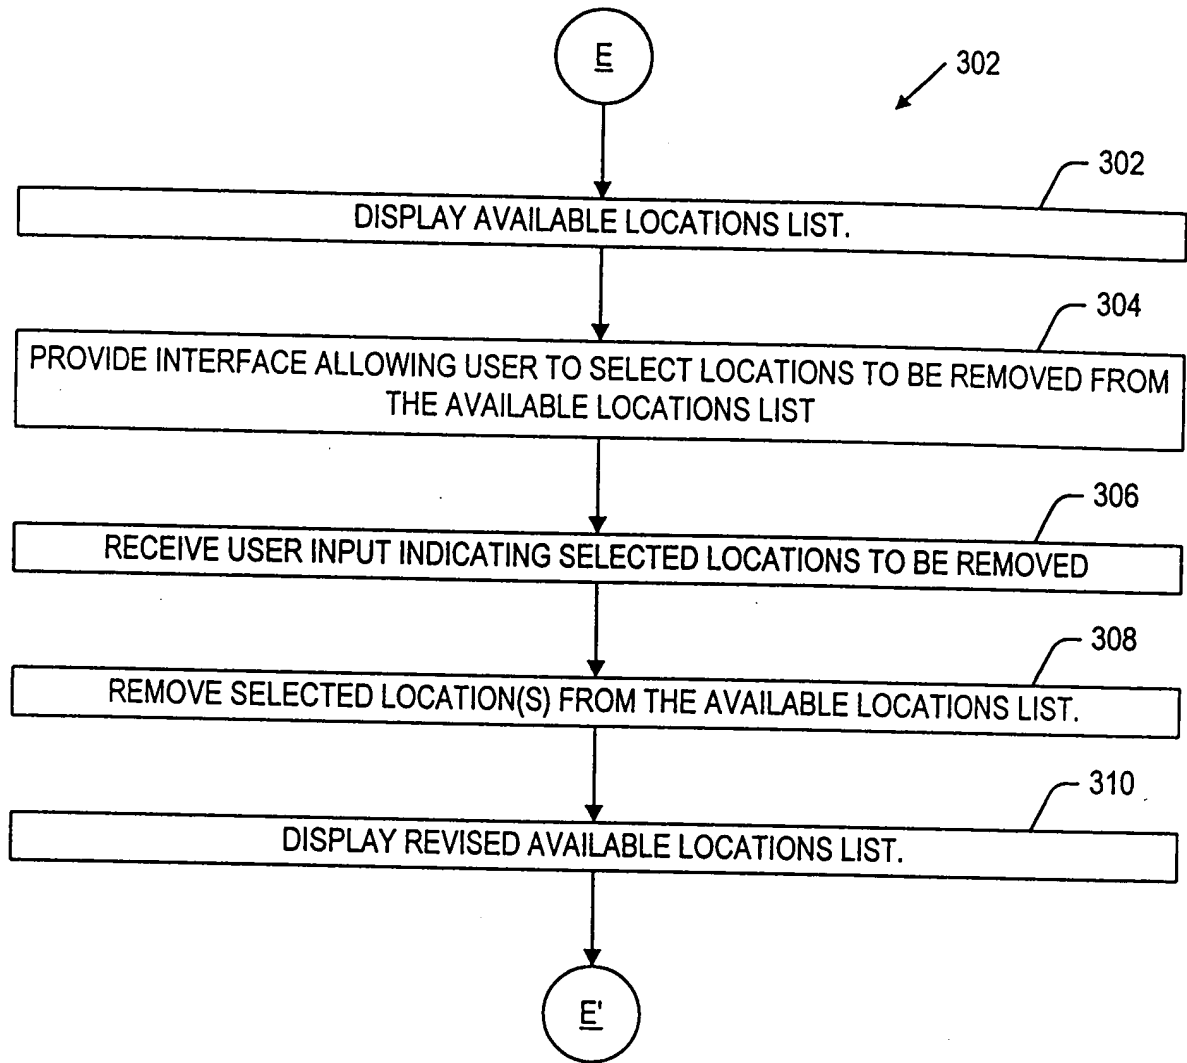 E
302
302
DISPLAY AVAILABLE LOCATIONS LIST.
304
PROVIDE INTERFACE ALLOWING USER TO SELECT LOCATIONS TO BE REMOVED FROM
THE AVAILABLE LOCATIONS LIST
306
RECEIVE USER INPUT INDICATING SELECTED LOCATIONS TO BE REMOVED
308
REMOVE SELECTED LOCATION(S) FROM THE AVAILABLE LOCATIONS LIST.
310
DISPLAY REVISED AVAILABLE LOCATIONS LIST.
E'